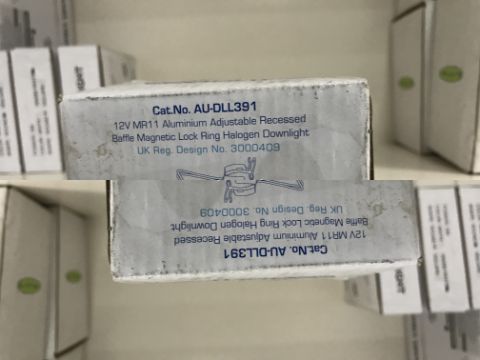 Cat.No. AU-DLL391
12V MR11 Aluminium Adjustable Recessed
Baffle Magnetic Lock Ring Halogen Downlight
UK Reg. Design No. 3000409
UK Reg. Design No. 3000409
Baffle Magnetic Lock Ring Halogen Downlight
12V MR11 Aluminium Adjustable Recessed
Cat.No. AU-DLL391